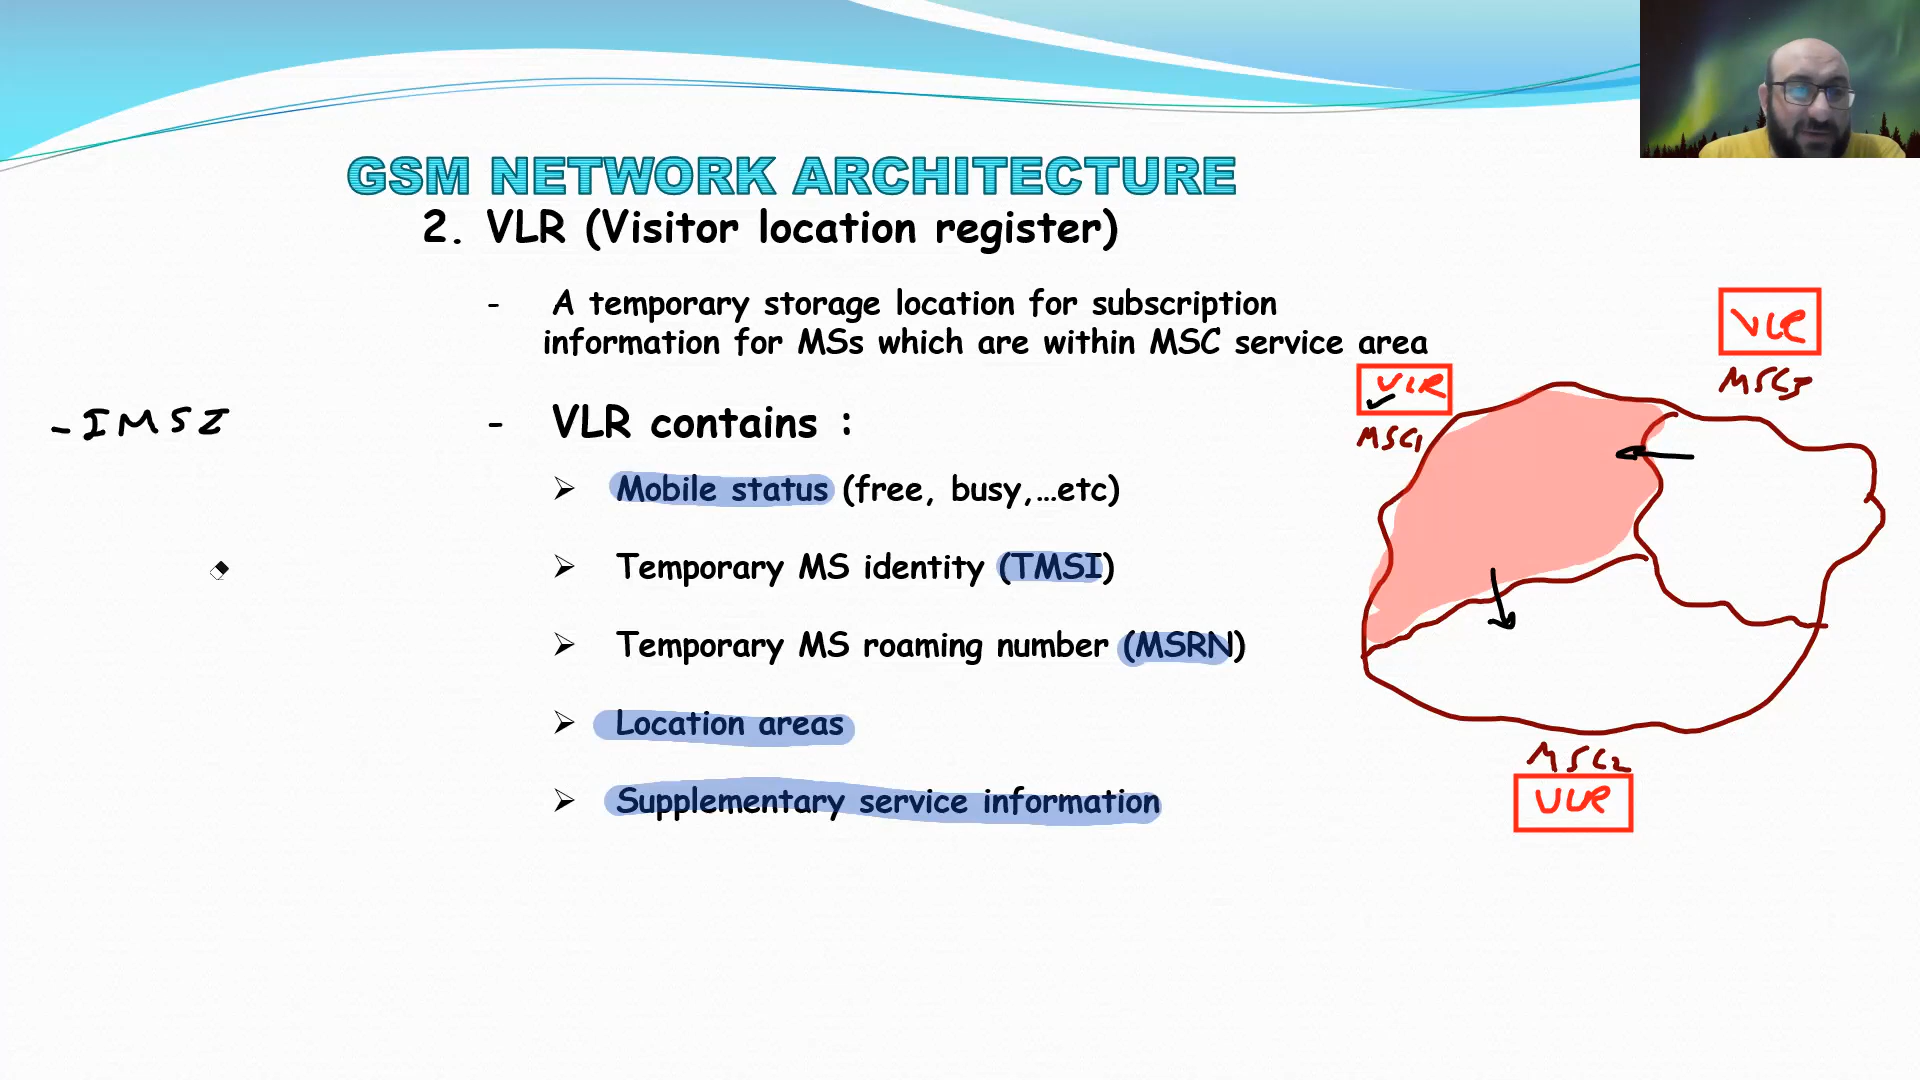 GSM NETWORK ARCHITECTURE
2. VLR (Visitor location register)
- A temporary storage location for subscription
information for MSs which are within MSC service area
- VLR contains :
➢ Mobile status (free, busy,...etc)
➢ Temporary MS identity (TMSI)
➢ Temporary MS roaming number (MSRN)
➢ Location areas
➢ Supplementary service information
- IMSI
VLR
MSC1
VLR
MSC3
MSC2
VLR